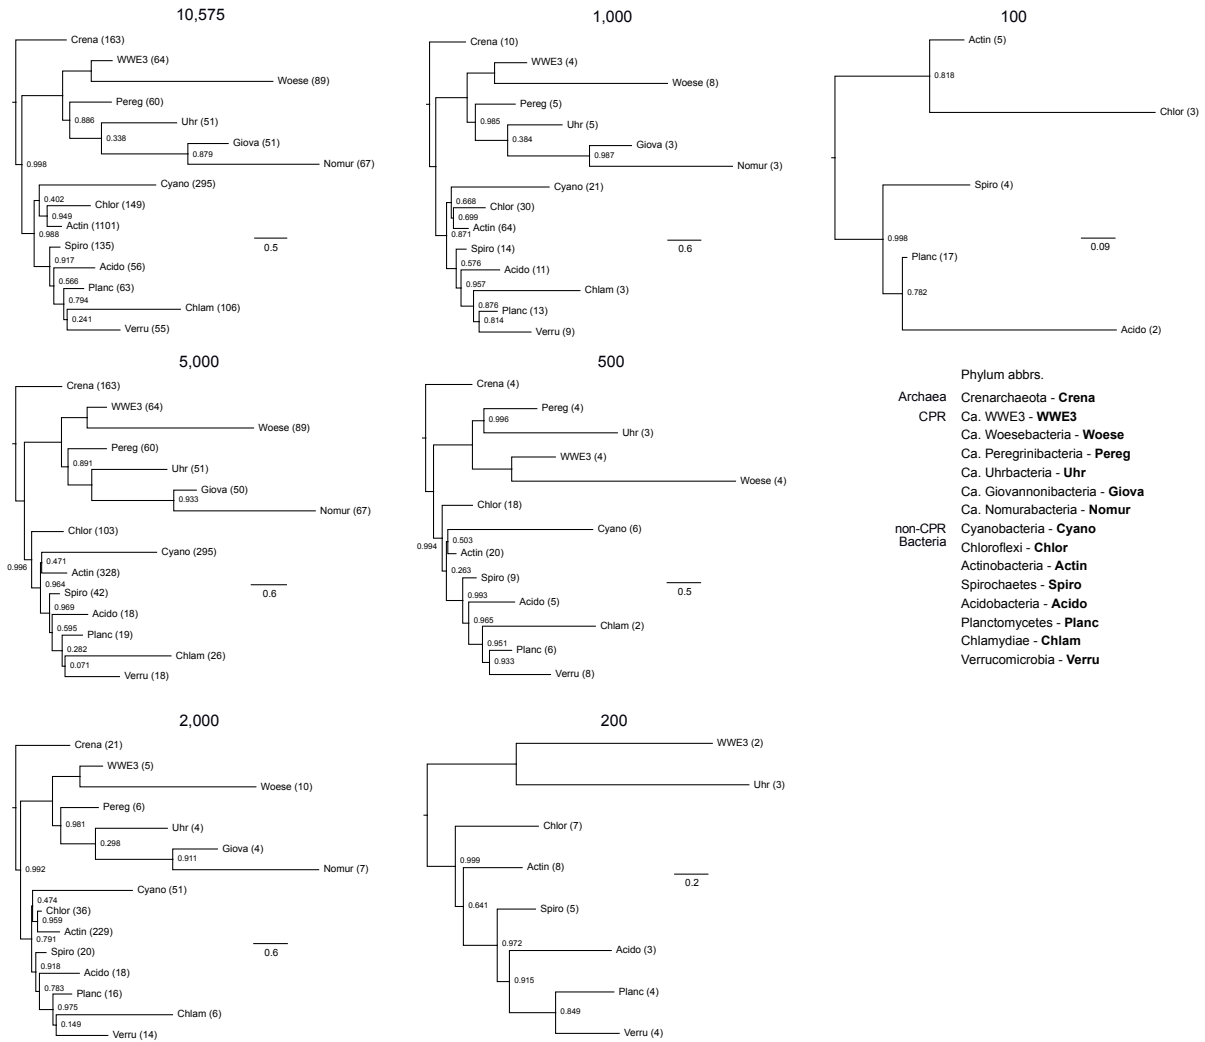 10,575
Crena (163)
WWE3 (64)
Woese (89)
Pereg (60)
0.886
Uhr (51)
0.338
Giova (51)
0.879
Nomur (67)
0.998
Cyano (295)
0.402
Chlor (149)
0.949
Actin (1101)
0.988
Spiro (135)
0.917
Acido (56)
0.566
Planc (63)
0.794
Chlam (106)
0.241
Verru (55)
0.5
1,000
Crena (10)
WWE3 (4)
Woese (8)
Pereg (5)
0.985
Uhr (5)
0.384
Giova (3)
0.987
Nomur (3)
Cyano (21)
0.668
Chlor (30)
0.699
Actin (64)
0.871
Spiro (14)
0.576
Acido (11)
0.957
Chlam (3)
0.876
Planc (13)
0.814
Verru (9)
0.6
100
Actin (5)
0.818
Chlor (3)
Spiro (4)
0.998
Planc (17)
0.782
Acido (2)
0.09
5,000
Crena (163)
WWE3 (64)
Woese (89)
Pereg (60)
0.891
Uhr (51)
Giova (50)
0.933
Nomur (67)
Chlor (103)
0.996
Cyano (295)
0.471
Actin (328)
0.964
Spiro (42)
0.969
Acido (18)
0.595
Planc (19)
0.282
Chlam (26)
0.071
Verru (18)
0.6
500
Crena (4)
Pereg (4)
0.996
Uhr (3)
WWE3 (4)
Woese (4)
Chlor (18)
Cyano (6)
0.994
0.503
Actin (20)
0.263
Spiro (9)
0.993
Acido (5)
0.965
Chlam (2)
0.951
Planc (6)
0.933
Verru (8)
0.5
Phylum abbrs.
Archaea Crenarchaeota - Crena
CPR Ca. WWE3 - WWE3
Ca. Woesebacteria - Woese
Ca. Peregrinibacteria - Pereg
Ca. Uhrbacteria - Uhr
Ca. Giovannonibacteria - Giova
Ca. Nomurabacteria - Nomur
non-CPR Cyanobacteria - Cyano
Bacteria Chloroflexi - Chlor
Actinobacteria - Actin
Spirochaetes - Spiro
Acidobacteria - Acido
Planctomycetes - Planc
Chlamydiae - Chlam
Verrucomicrobia - Verru
2,000
Crena (21)
WWE3 (5)
Woese (10)
Pereg (6)
0.981
Uhr (4)
0.298
Giova (4)
0.911
Nomur (7)
0.992
Cyano (51)
0.474
Chlor (36)
0.959
Actin (229)
0.791
Spiro (20)
0.918
Acido (18)
0.783
Planc (16)
0.975
Chlam (6)
0.149
Verru (14)
0.6
200
WWE3 (2)
Uhr (3)
Chlor (7)
0.999
Actin (8)
0.641
Spiro (5)
0.972
Acido (3)
0.915
Planc (4)
0.849
Verru (4)
0.2